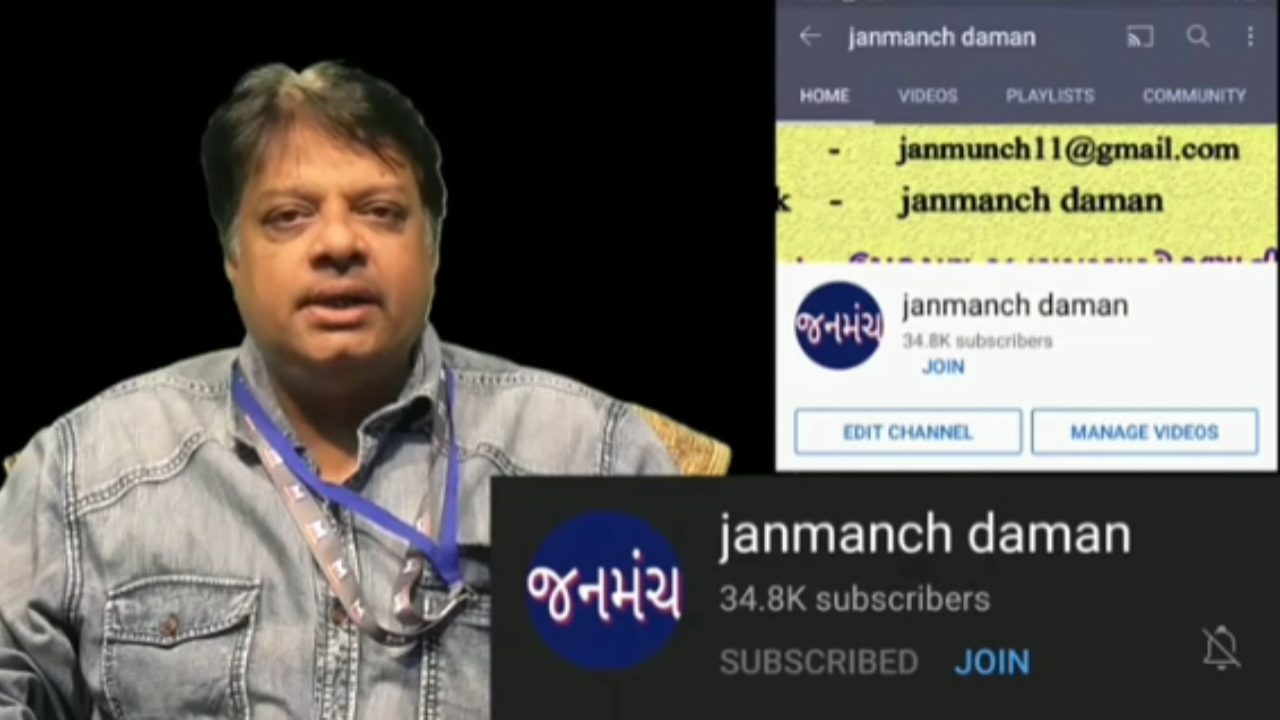 janmanch daman
HOME VIDEOS PLAYLISTS COMMUNITY
- janmunch11@gmail.com
k - janmanch daman
જનમંચ
janmanch daman
34.8K subscribers
JOIN
EDIT CHANNEL MANAGE VIDEOS
જનમંચ
janmanch daman
34.8K subscribers
SUBSCRIBED JOIN